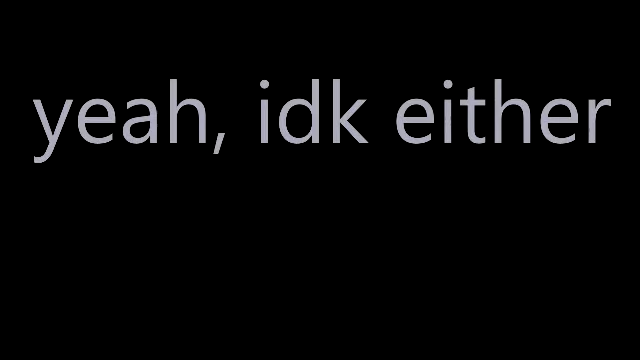 yeah, idk either